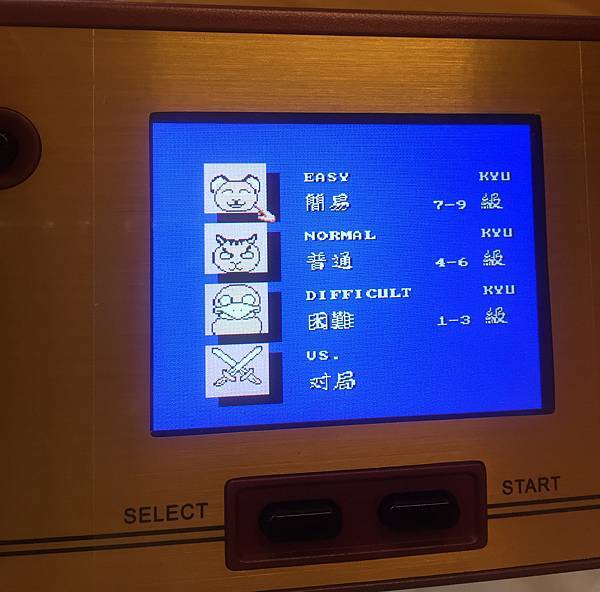 EASY KYU
簡易 7-9 級
NORMAL KYU
普通 4-6 級
DIFFICULT KYU
困難 1-3 級
VS.
対局
SELECT START